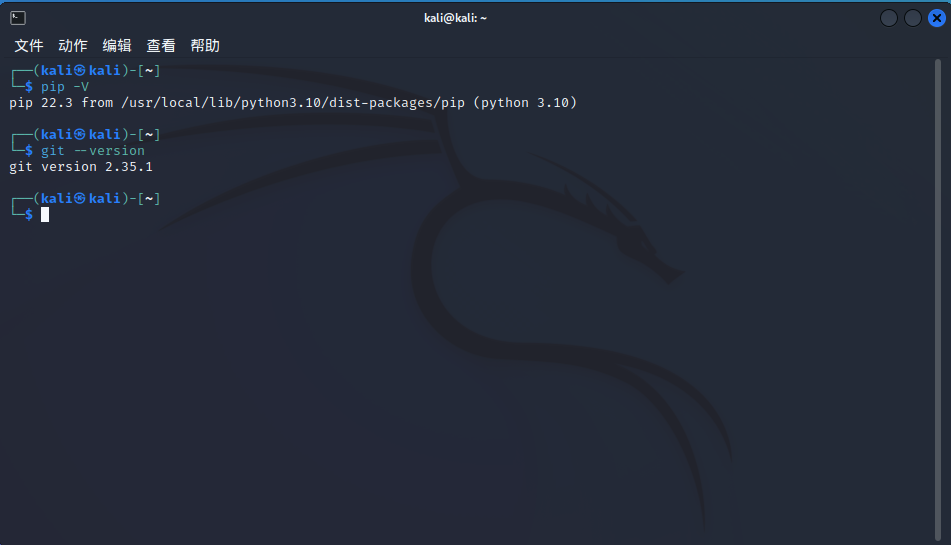 kali@kali: ~
文件 动作 编辑 查看 帮助
┌──(kali㉿kali)-[~]
└─$ pip -V
pip 22.3 from /usr/local/lib/python3.10/dist-packages/pip (python 3.10)
┌──(kali㉿kali)-[~]
└─$ git --version
git version 2.35.1
┌──(kali㉿kali)-[~]
└─$